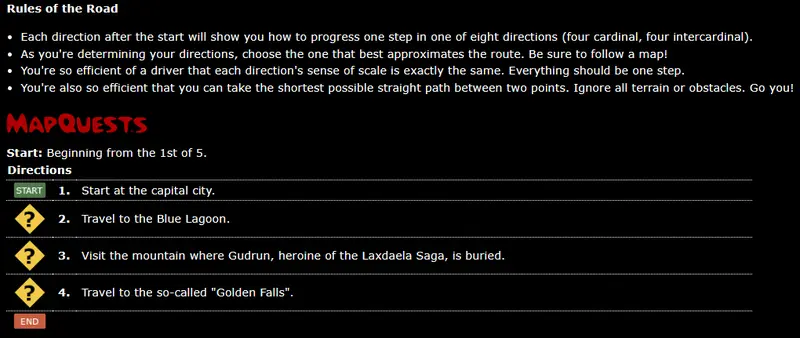 Rules of the Road
• Each direction after the start will show you how to progress one step in one of eight directions (four cardinal, four intercardinal).
• As you're determining your directions, choose the one that best approximates the route. Be sure to follow a map!
• You're so efficient of a driver that each direction's sense of scale is exactly the same. Everything should be one step.
• You're also so efficient that you can take the shortest possible straight path between two points. Ignore all terrain or obstacles. Go you!
MAPQUESTS
Start: Beginning from the 1st of 5.
Directions
START 1. Start at the capital city.
? 2. Travel to the Blue Lagoon.
? 3. Visit the mountain where Gudrun, heroine of the Laxdaela Saga, is buried.
? 4. Travel to the so-called "Golden Falls".
END